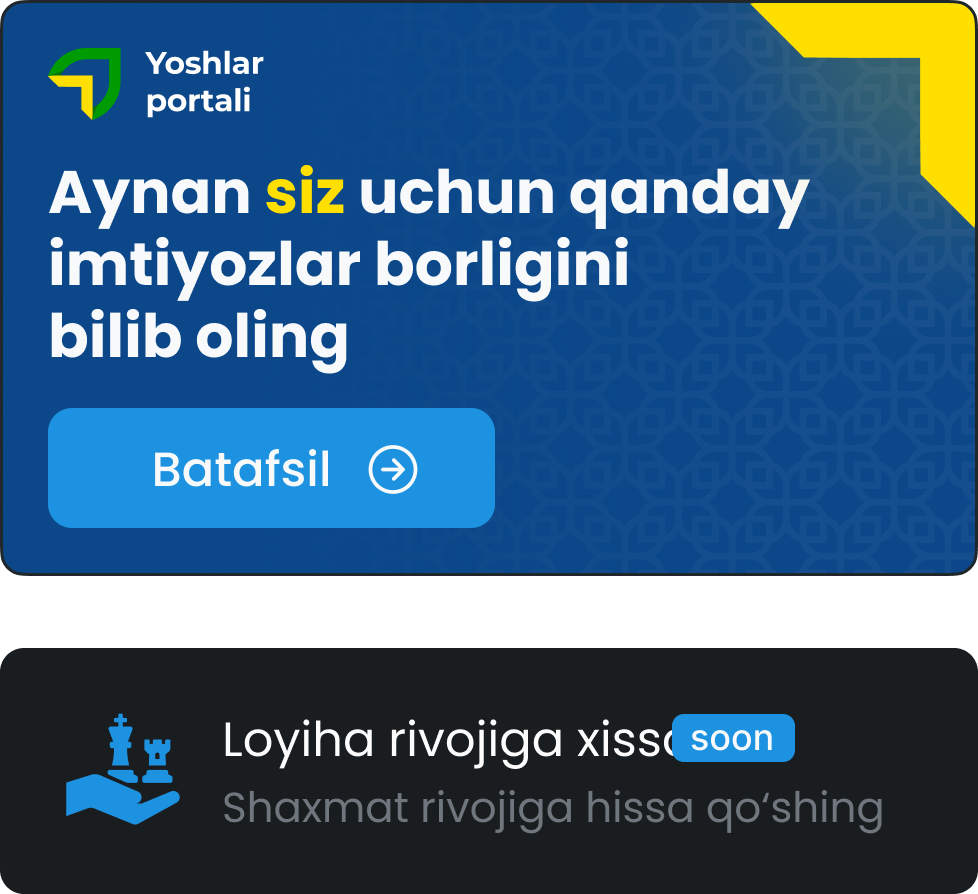 Yoshlar
portali
Aynan siz uchun qanday
imtiyozlar borligini
bilib oling
Batafsil
Loyiha rivojiga soon
Shaxmat rivojiga hissa qo‘shing